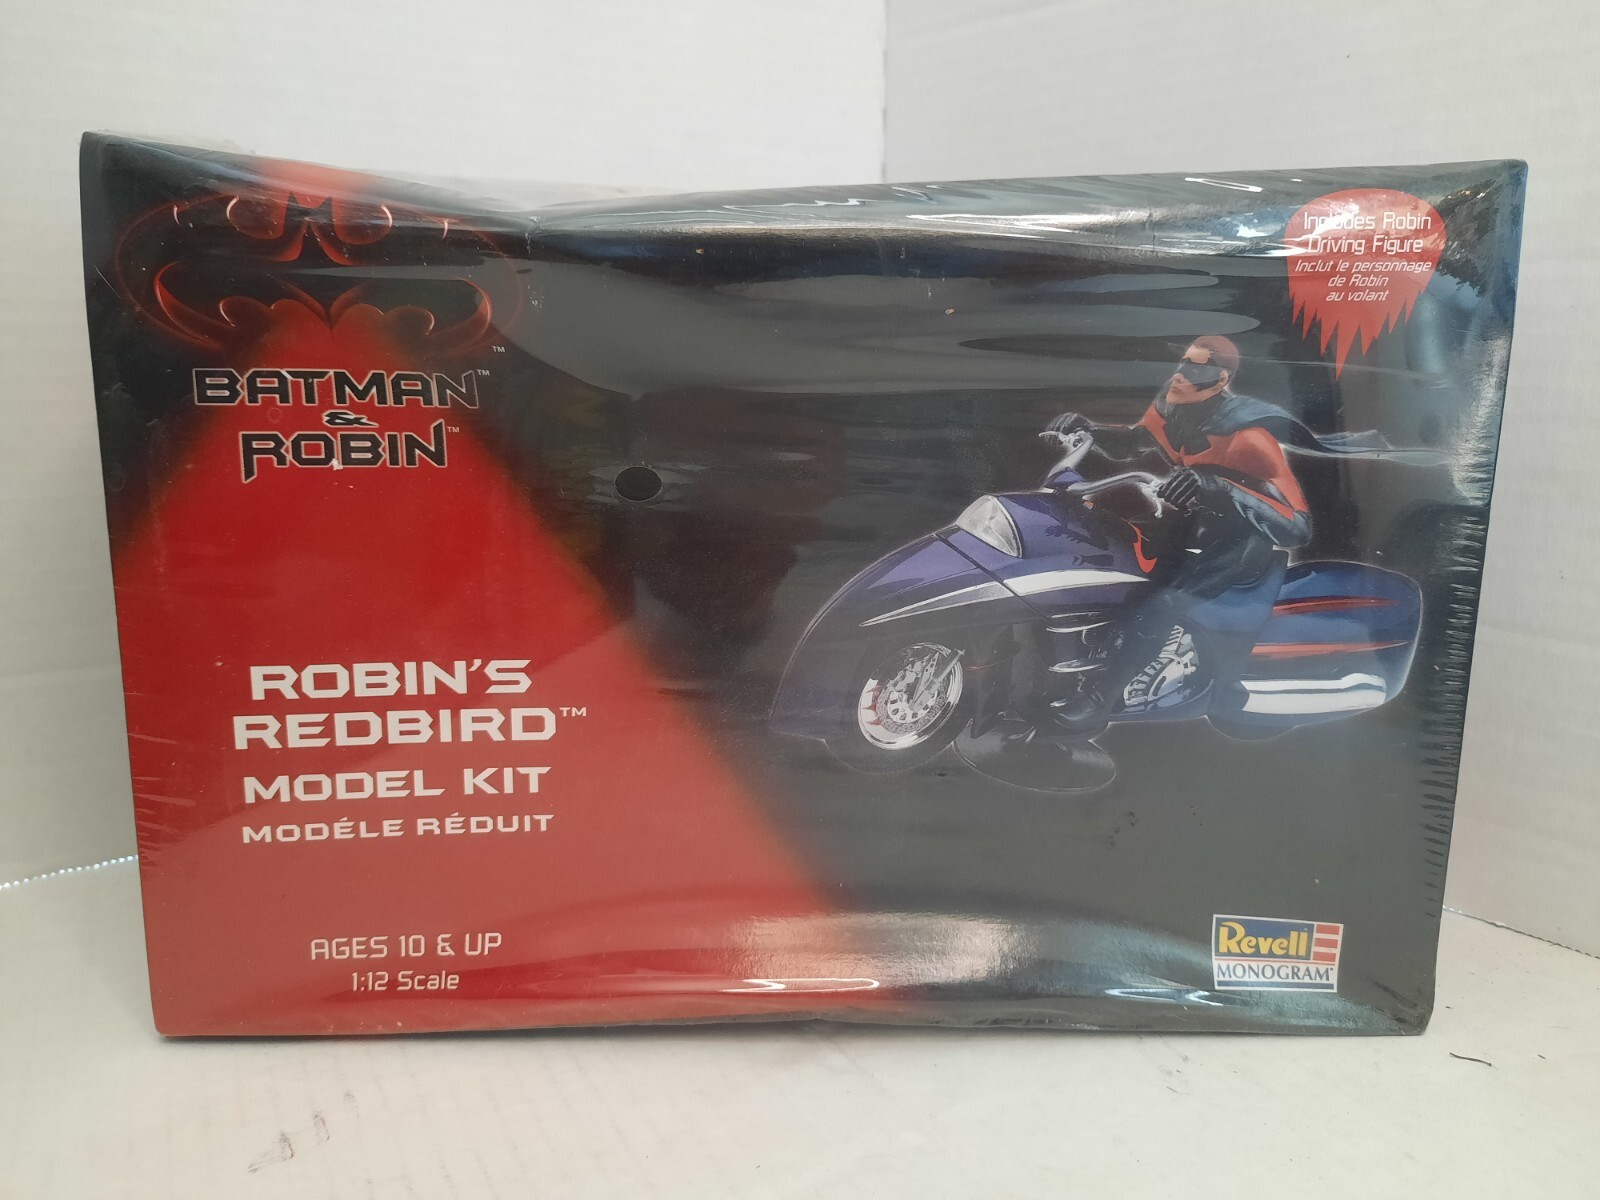 Includes Robin
Driving Figure
Inclut le personnage
de Robin
au volant
™
BATMAN™
&
ROBIN™
ROBIN'S
REDBIRD™
MODEL KIT
MODÉLE RÉDUIT
AGES 10 & UP
1:12 Scale
Revell
MONOGRAM